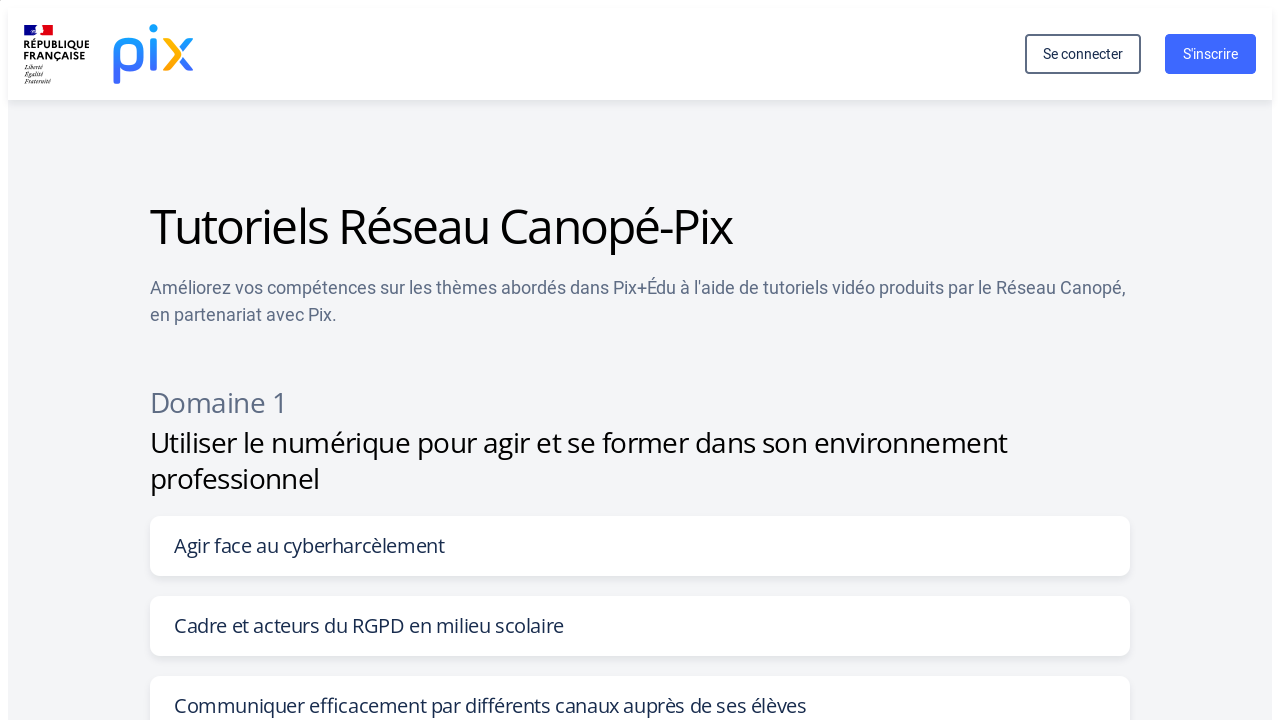 RÉPUBLIQUE
FRANÇAISE
Liberté
Égalité
Fraternité
pix
Se connecter
S'inscrire
Tutoriels Réseau Canopé-Pix
Améliorez vos compétences sur les thèmes abordés dans Pix+Édu à l'aide de tutoriels vidéo produits par le Réseau Canopé,
en partenariat avec Pix.
Domaine 1
Utiliser le numérique pour agir et se former dans son environnement
professionnel
Agir face au cyberharcèlement
Cadre et acteurs du RGPD en milieu scolaire
Communiquer efficacement par différents canaux auprès de ses élèves